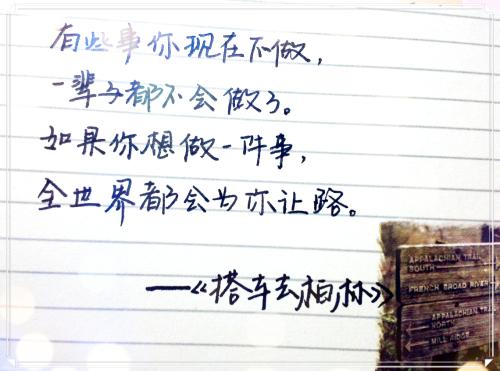 有些事你现在不做，
一辈子都不会做了。
如果你想做一件事，
全世界都会为你让路。
——《搭车去柏林》
APPALACHIAN TRAIL
SOUTH
FRENCH BROAD RIVER
APPALACHIAN TRAIL
NORTH
MILL RIDGE